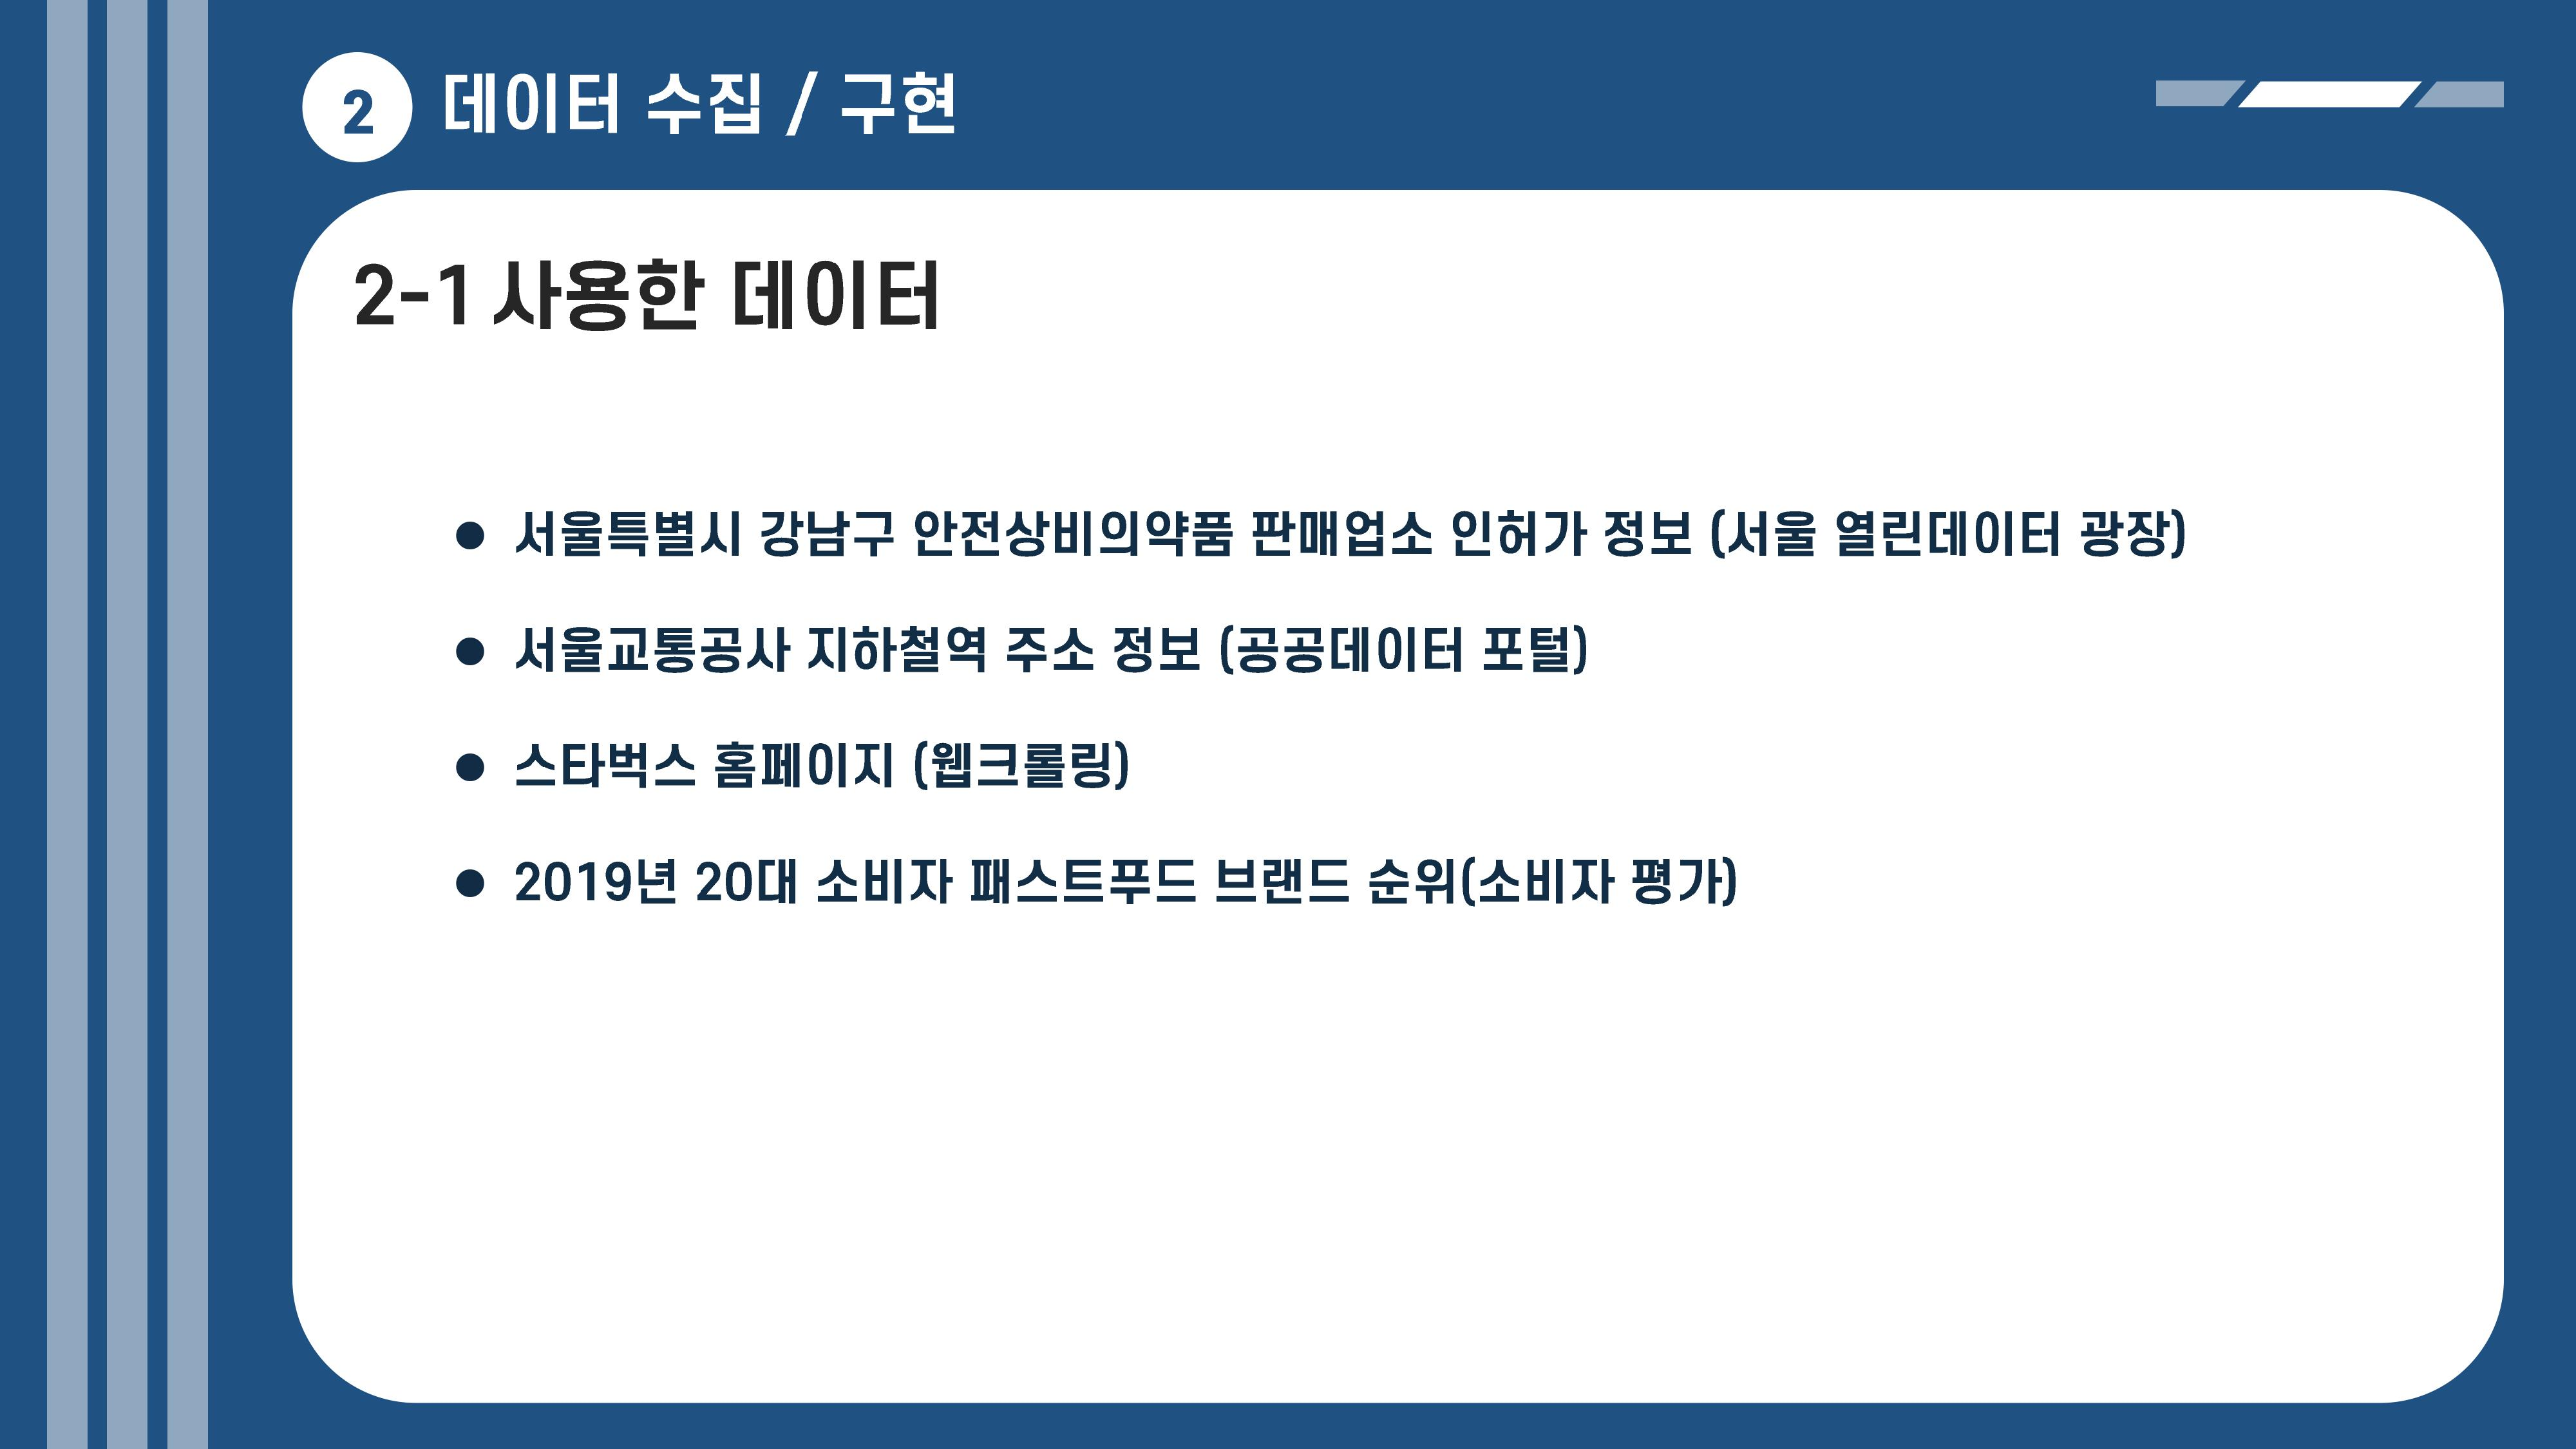 2 데이터 수집 / 구현
2-1 사용한 데이터
● 서울특별시 강남구 안전상비의약품 판매업소 인허가 정보 (서울 열린데이터 광장)
● 서울교통공사 지하철역 주소 정보 (공공데이터 포털)
● 스타벅스 홈페이지 (웹크롤링)
● 2019년 20대 소비자 패스트푸드 브랜드 순위(소비자 평가)